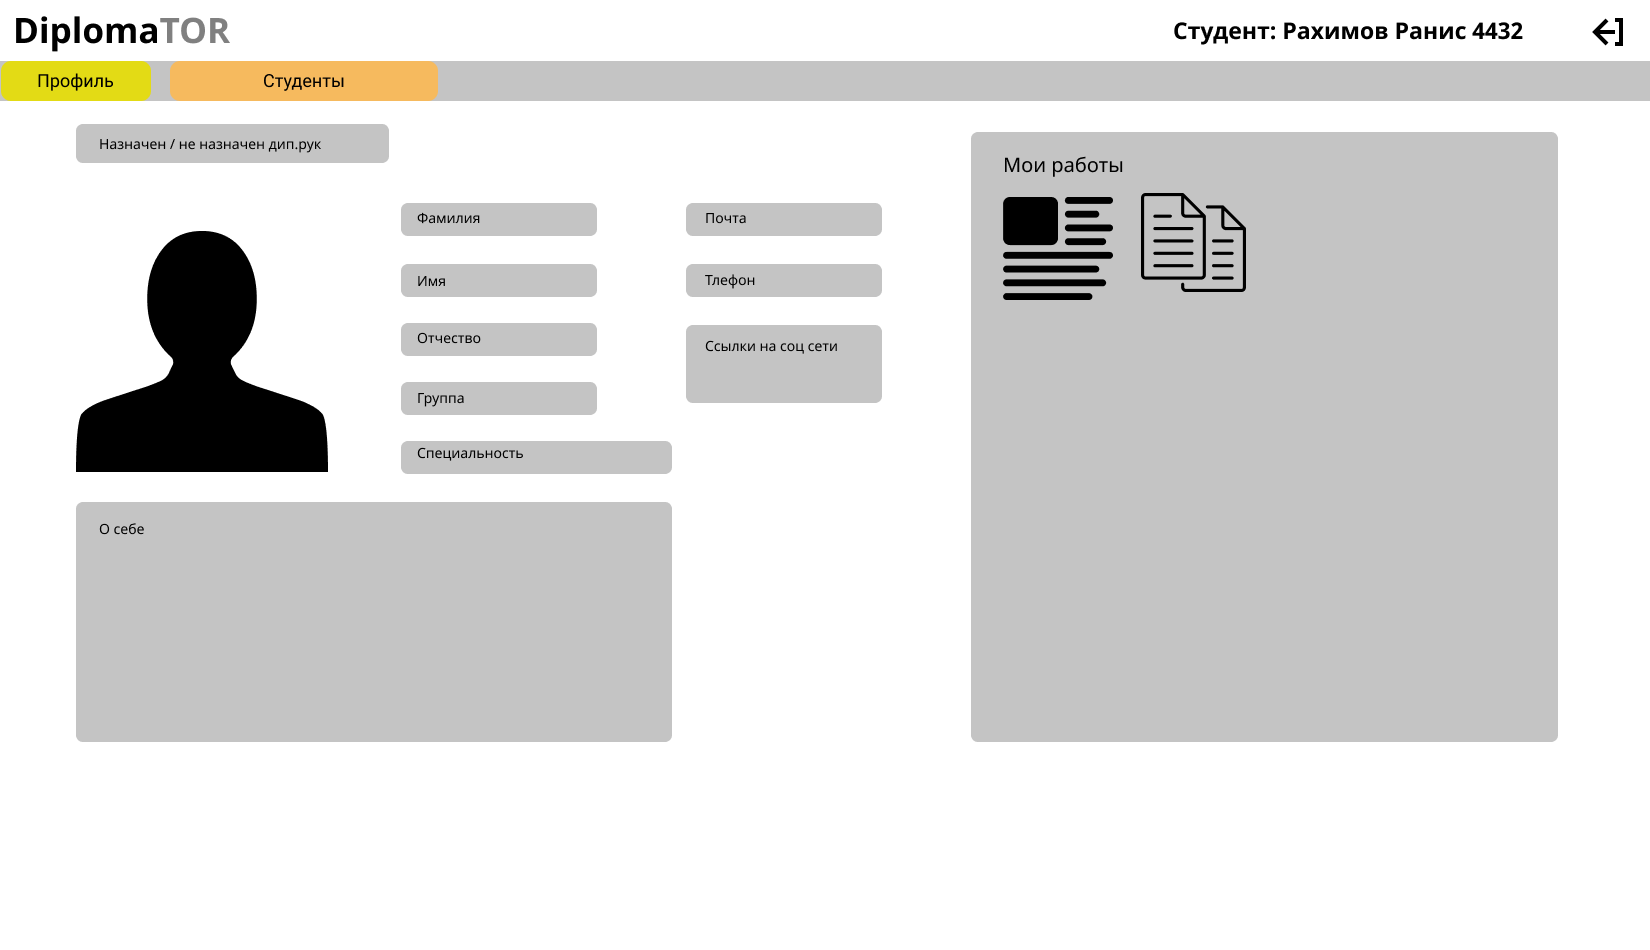 DiplomaTOR
Студент: Рахимов Ранис 4432
Профиль
Студенты
Назначен / не назначен дип.рук
Фамилия
Имя
Отчество
Группа
Специальность
Почта
Тлефон
Ссылки на соц сети
О себе
Мои работы